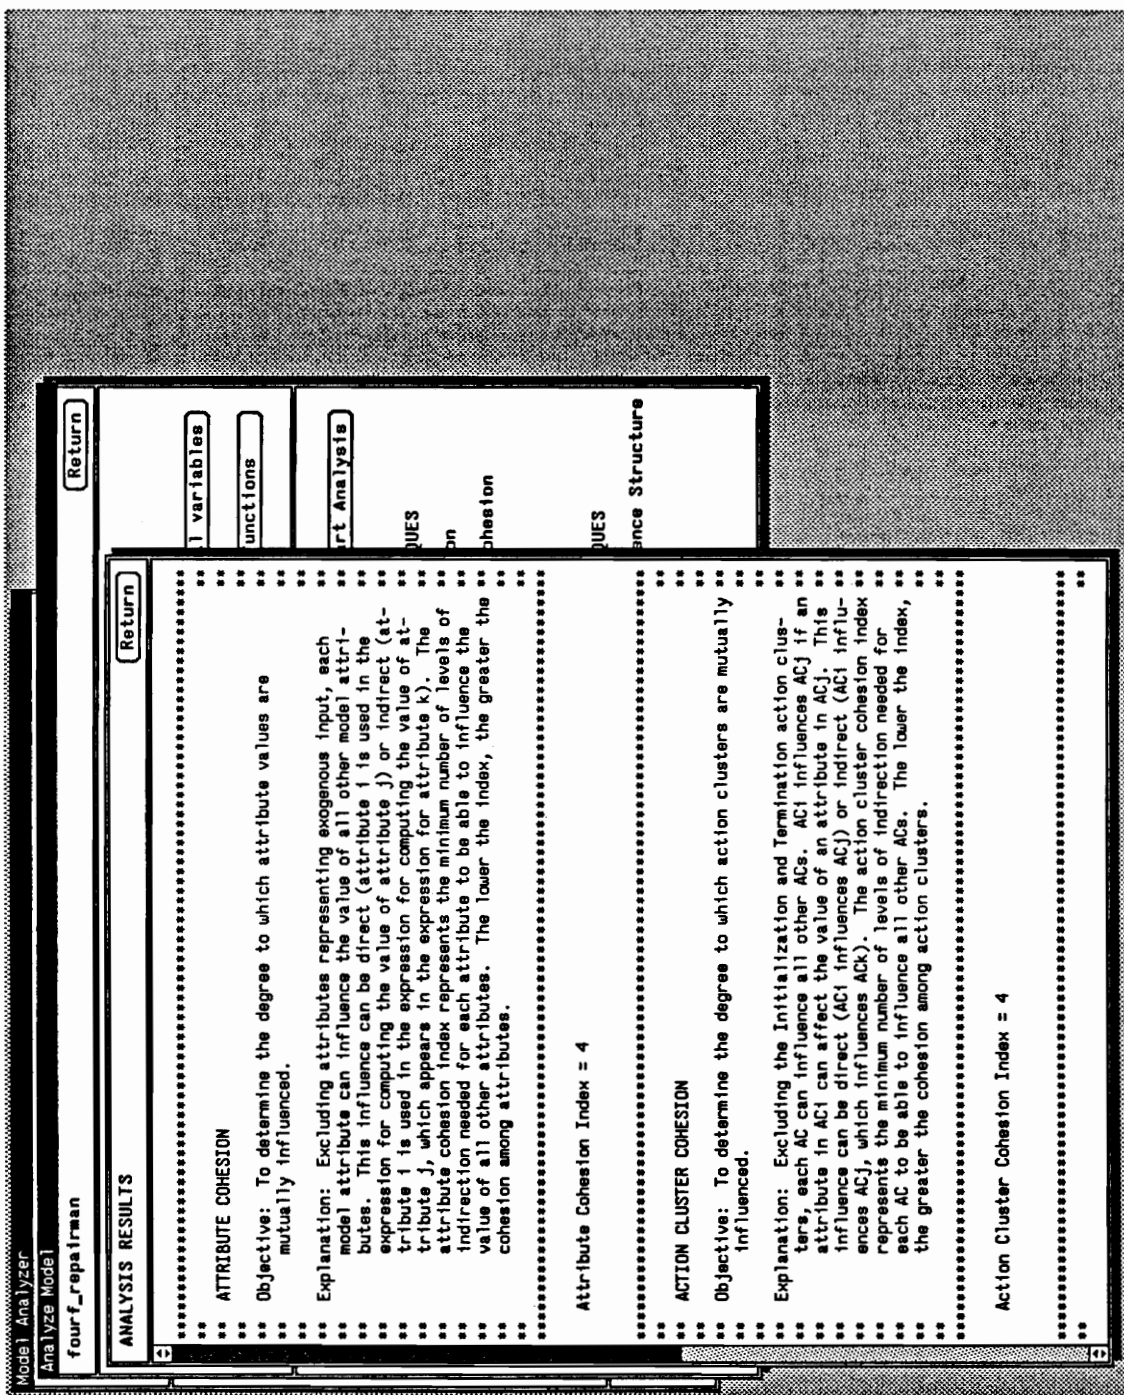 Model Analyzer
Analyze Model
fourf_repairman
Return
ANALYSIS RESULTS
Return
l variables
unctions
rt Analysis
QUES
on
ohesion
QUES
ence Structure
******************************************************************************
** **
** ATTRIBUTE COHESION **
** **
** Objective: To determine the degree to which attribute values are **
** mutually influenced. **
** **
** Explanation: Excluding attributes representing exogenous input, each **
** model attribute can influence the value of all other model attri- **
** butes. This influence can be direct (attribute i is used in the **
** expression for computing the value of attribute j) or indirect (at- **
** tribute i is used in the expression for computing the value of at- **
** tribute j, which appears in the expression for attribute k). The **
** attribute cohesion index represents the minimum number of levels of **
** indirection needed for each attribute to be able to influence the **
** value of all other attributes. The lower the index, the greater the **
** cohesion among attributes. **
** **
******************************************************************************
Attribute Cohesion Index = 4
******************************************************************************
** **
** ACTION CLUSTER COHESION **
** **
** Objective: To determine the degree to which action clusters are mutually **
** influenced. **
** **
** Explanation: Excluding the Initialization and Termination action clus- **
** ters, each AC can influence all other ACs. ACi influences ACj if an **
** attribute in ACi can affect the value of an attribute in ACj. This **
** influence can be direct (ACi influences ACj) or indirect (ACi influ- **
** ences ACj, which influences ACk). The action cluster cohesion index **
** represents the minimum number of levels of indirection needed for **
** each AC to be able to influence all other ACs. The lower the index, **
** the greater the cohesion among action clusters. **
** **
******************************************************************************
Action Cluster Cohesion Index = 4
******************************************************************************
** **